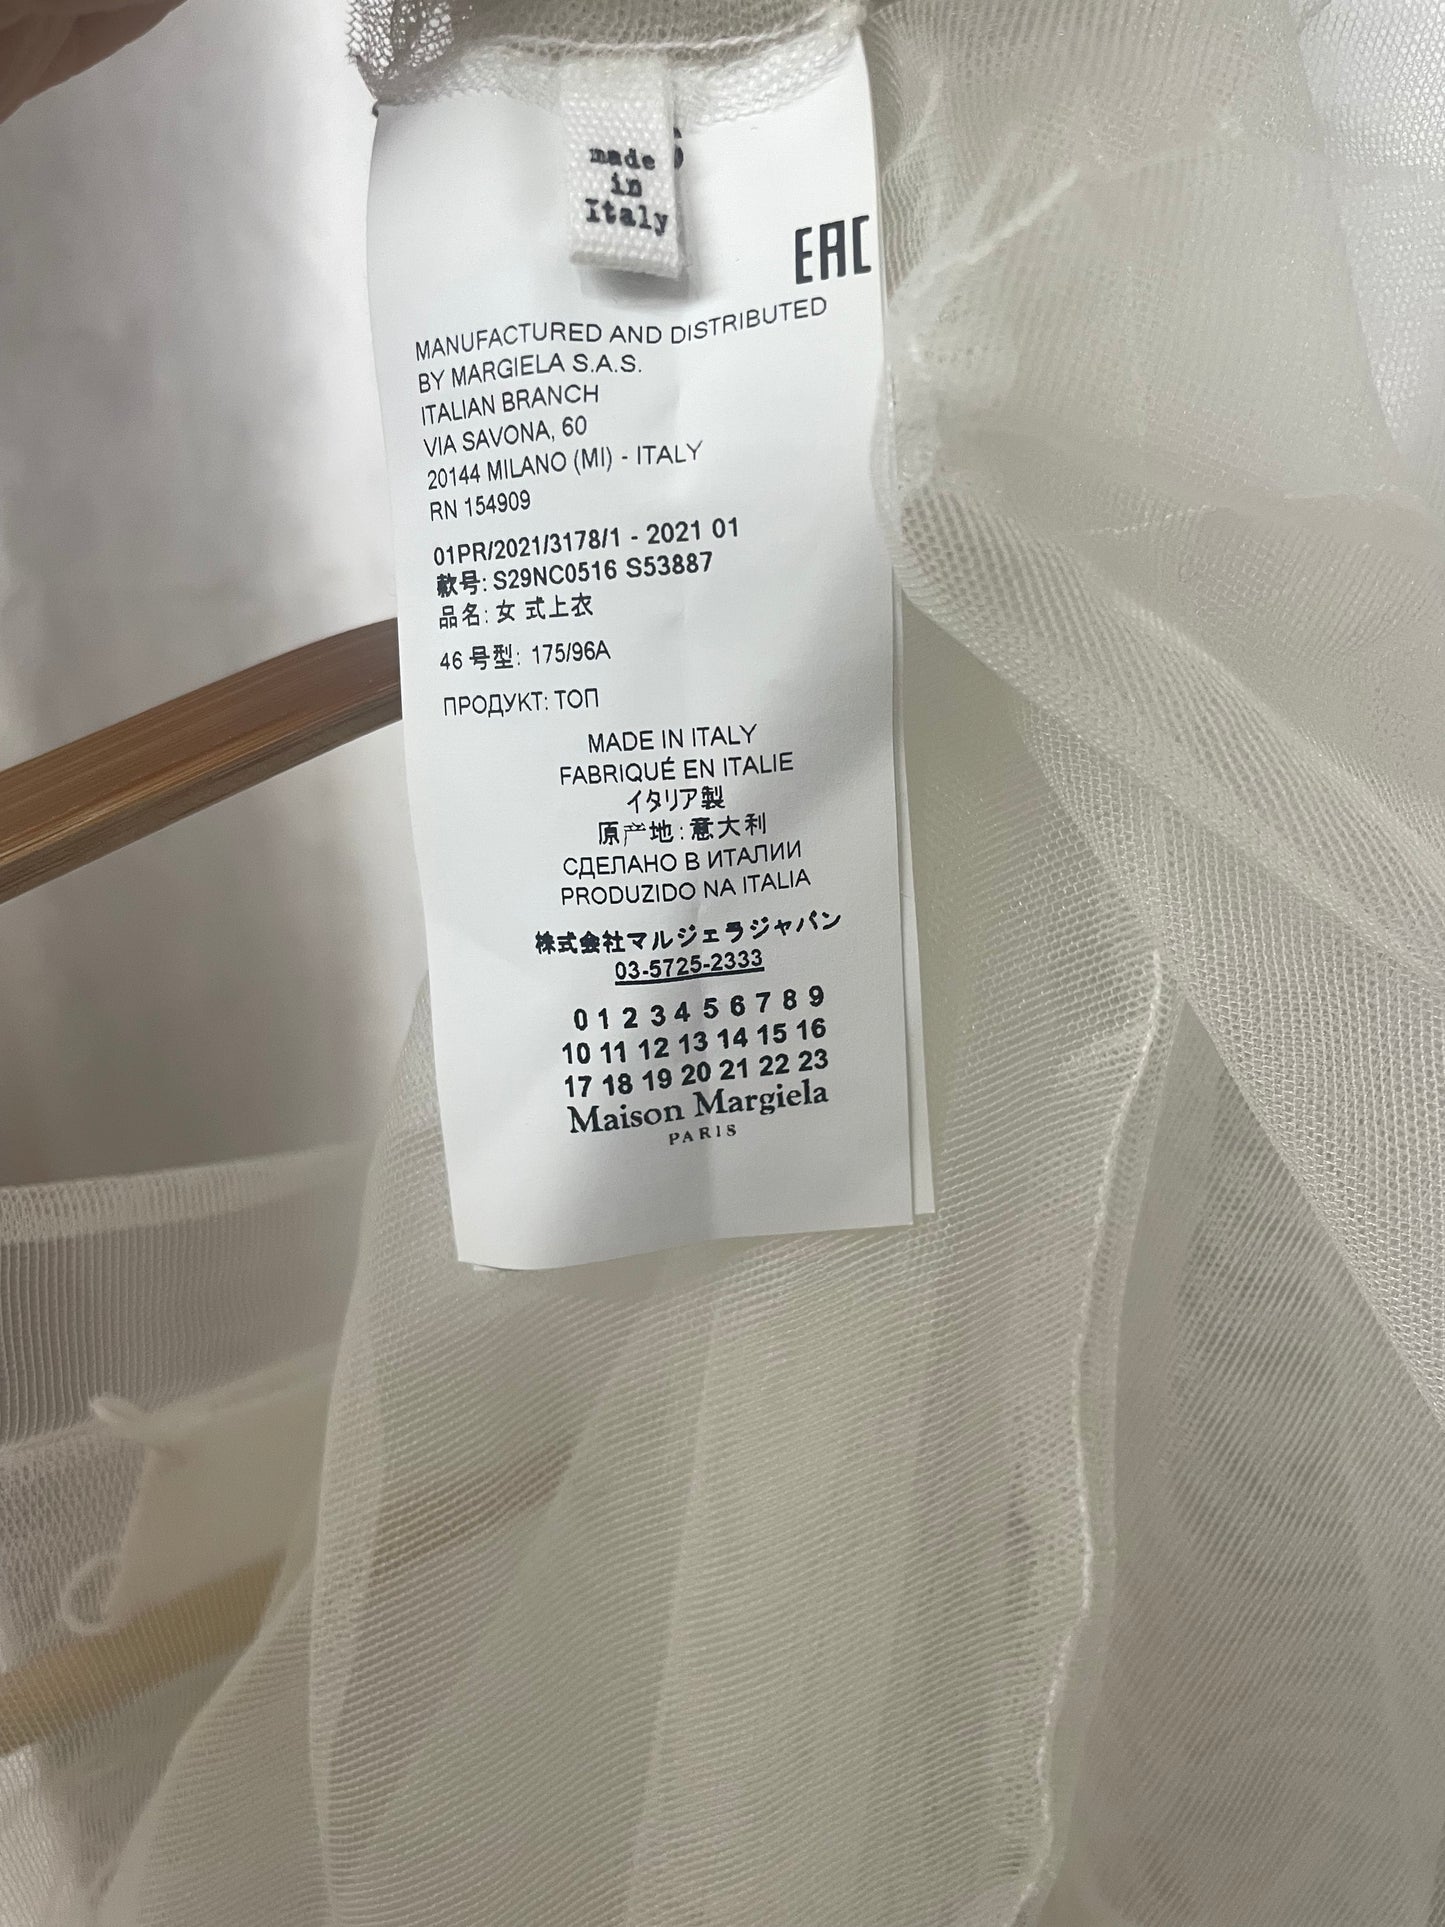 made
in
Italy
EAC
MANUFACTURED AND DISTRIBUTED
BY MARGIELA S.A.S.
ITALIAN BRANCH
VIA SAVONA, 60
20144 MILANO (MI) - ITALY
RN 154909
01PR/2021/3178/1 - 2021 01
款号: S29NC0516 S53887
品名: 女 式上衣
46 号型: 175/96A
ПРОДУКТ: ТОП
MADE IN ITALY
FABRIQUÉ EN ITALIE
イタリア製
原产地: 意大利
СДЕЛАНО В ИТАЛИИ
PRODUZIDO NA ITALIA
株式会社マルジェラジャパン
03-5725-2333
0 1 2 3 4 5 6 7 8 9
10 11 12 13 14 15 16
17 18 19 20 21 22 23
Maison Margiela
PARIS